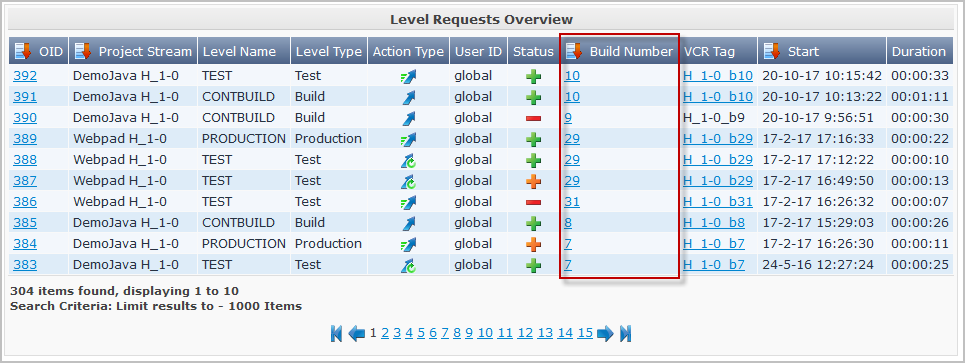 Level Requests Overview
OID Project Stream Level Name Level Type Action Type User ID Status Build Number VCR Tag Start Duration
392 DemoJava H_1-0 TEST Test global 10 H_1-0_b10 20-10-17 10:15:42 00:00:33
391 DemoJava H_1-0 CONTBUILD Build global 10 H_1-0_b10 20-10-17 10:13:22 00:01:11
390 DemoJava H_1-0 CONTBUILD Build global 9 H_1-0_b9 20-10-17 9:56:51 00:00:30
389 Webpad H_1-0 PRODUCTION Production global 29 H_1-0_b29 17-2-17 17:16:33 00:00:22
388 Webpad H_1-0 TEST Test global 29 H_1-0_b29 17-2-17 17:12:22 00:00:10
387 Webpad H_1-0 TEST Test global 29 H_1-0_b29 17-2-17 16:49:50 00:00:13
386 Webpad H_1-0 TEST Test global 31 H_1-0_b31 17-2-17 16:26:32 00:00:07
385 DemoJava H_1-0 CONTBUILD Build global 8 H_1-0_b8 17-2-17 15:29:03 00:00:26
384 DemoJava H_1-0 PRODUCTION Production global 7 H_1-0_b7 17-2-17 16:26:30 00:00:11
383 DemoJava H_1-0 TEST Test global 7 H_1-0_b7 24-5-16 12:27:24 00:00:25
304 items found, displaying 1 to 10
Search Criteria: Limit results to - 1000 Items
1 2 3 4 5 6 7 8 9 10 11 12 13 14 15